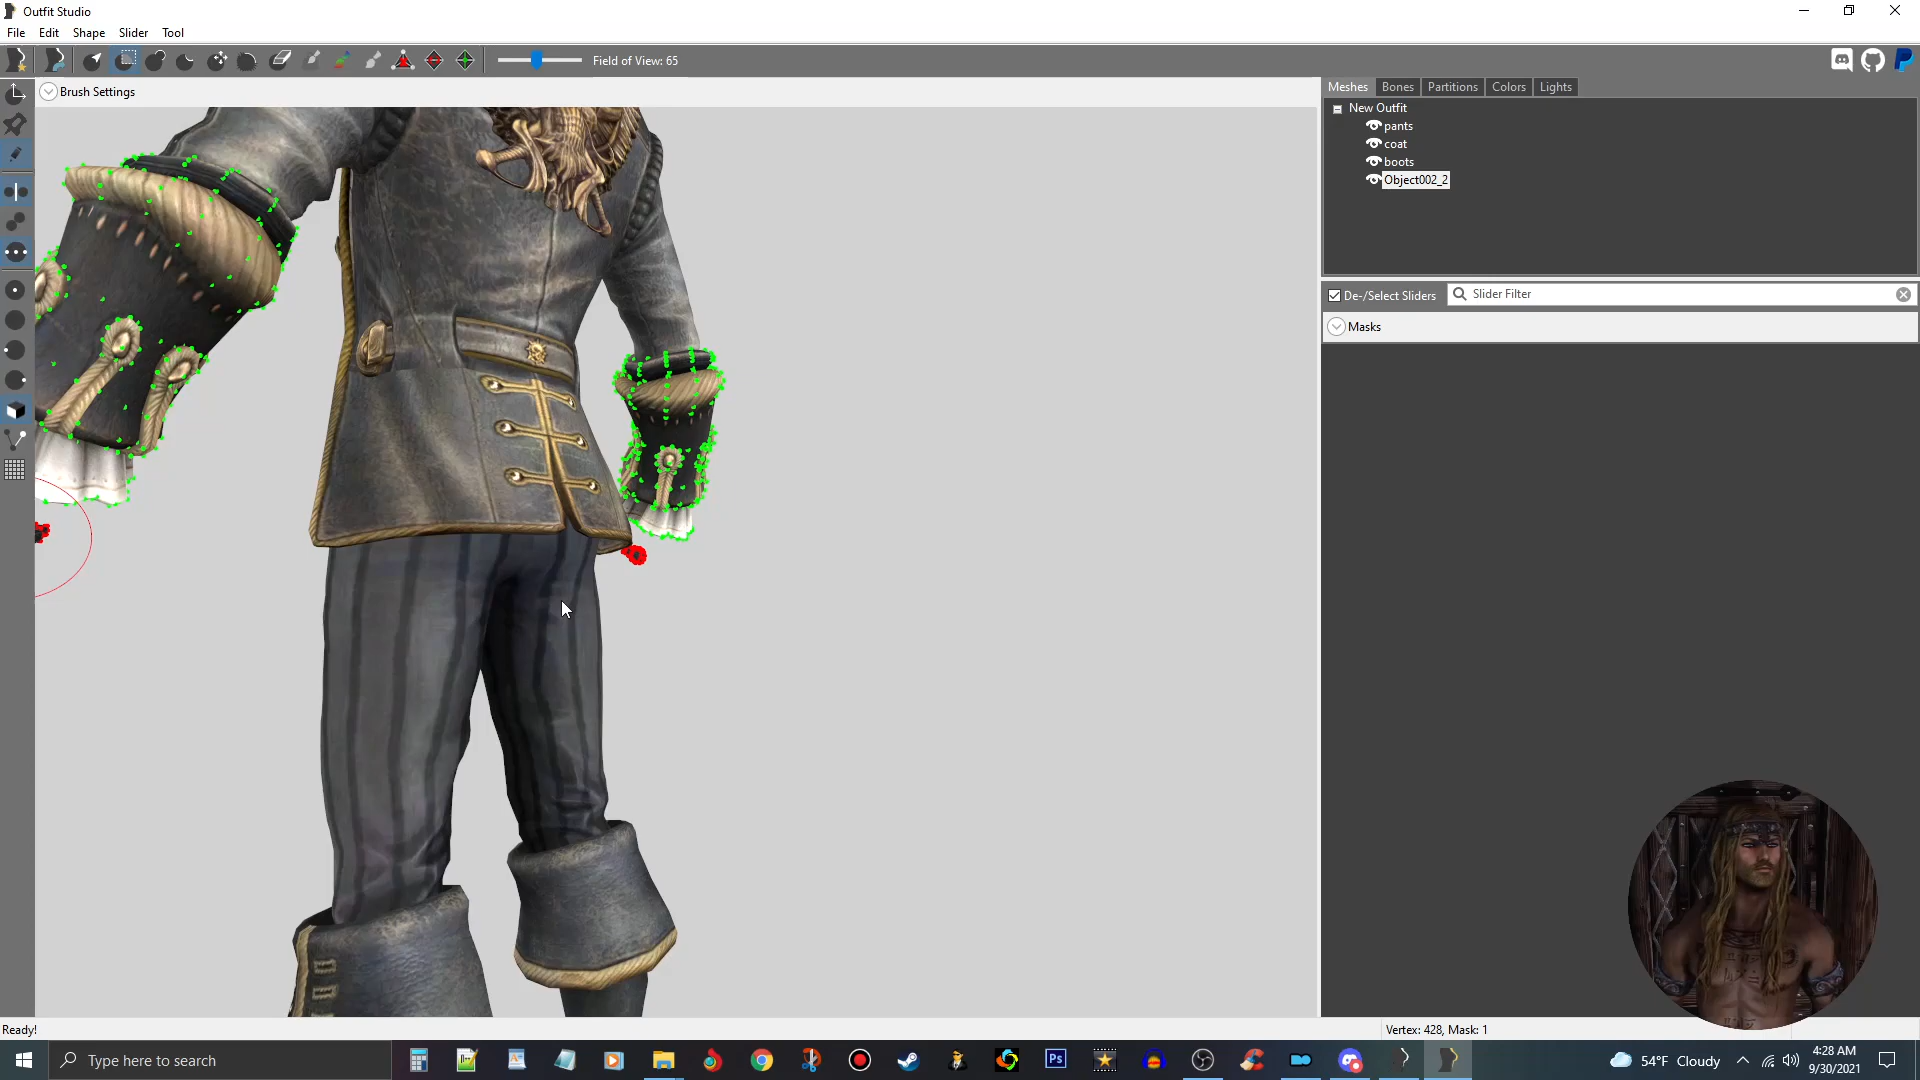 Outfit Studio
File Edit Shape Slider Tool
Field of View: 65
Brush Settings
Meshes Bones Partitions Colors Lights
New Outfit
pants
coat
boots
Object002_2
De-/Select Sliders Slider Filter
Masks
Ready! Vertex: 428, Mask: 1
Type here to search
Ps
54°F Cloudy
4:28 AM
9/30/2021